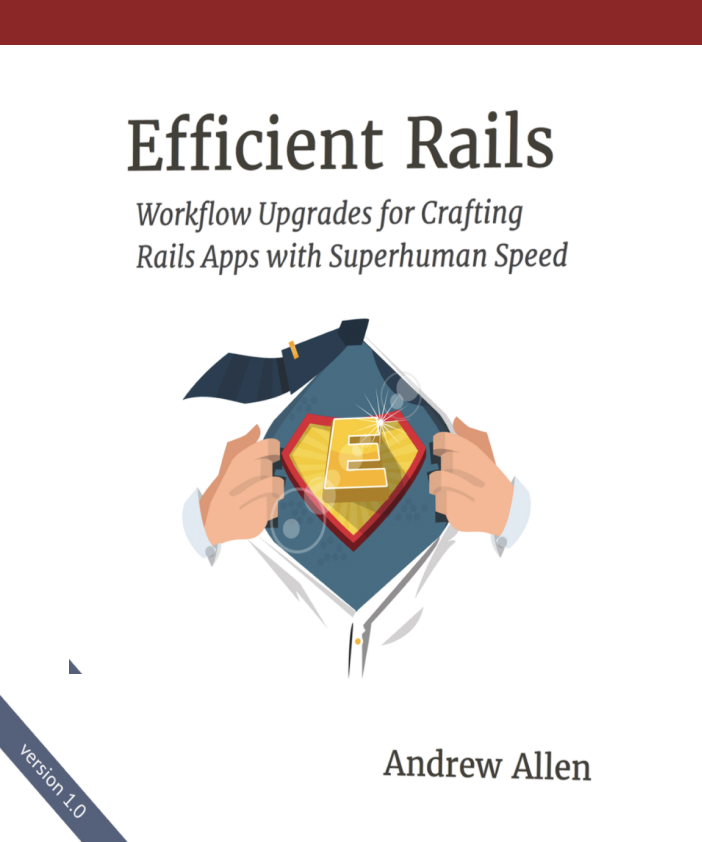 Efficient Rails
Workflow Upgrades for Crafting
Rails Apps with Superhuman Speed
E
version 1.0
Andrew Allen